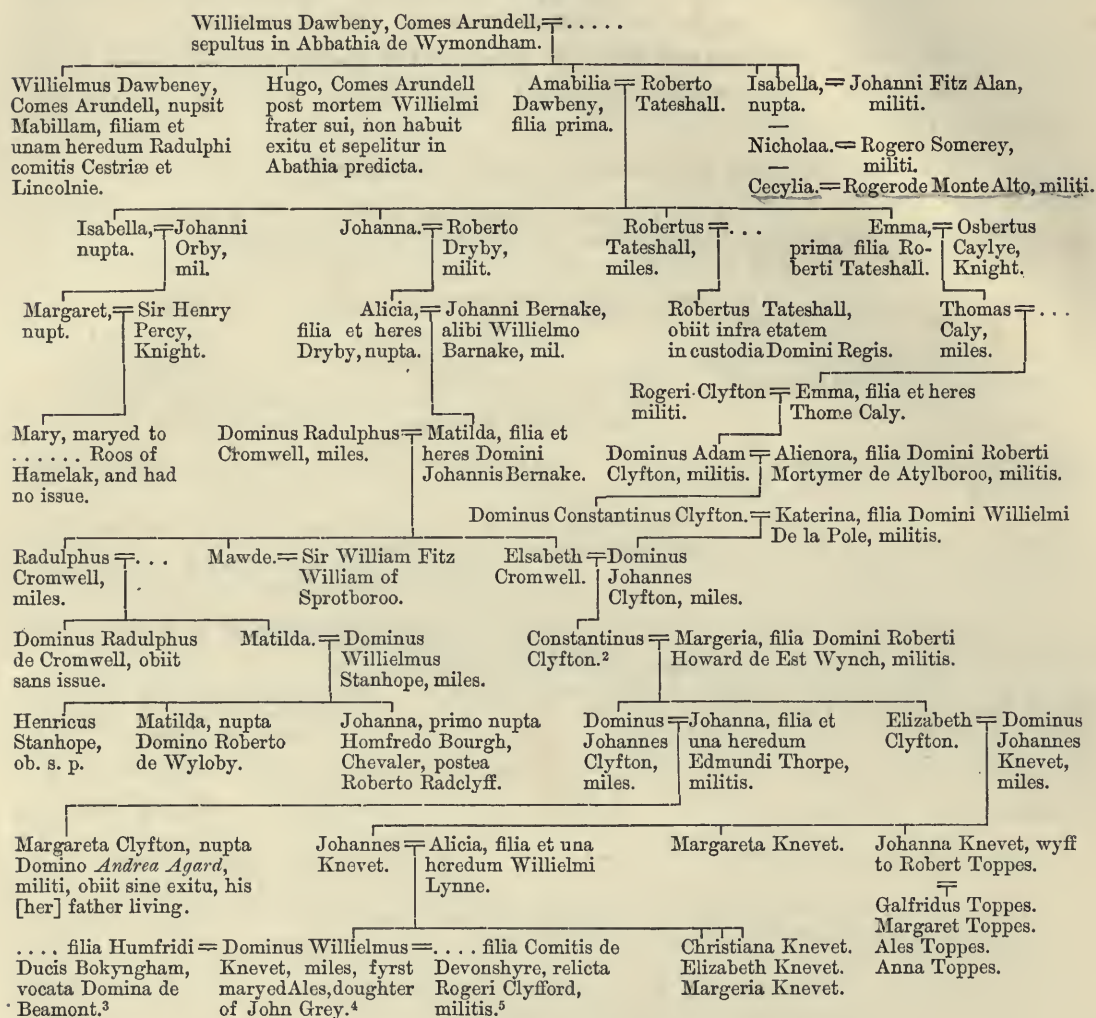 Willielmus Dawbeny, Comes Arundell,=. . . . .
sepultus in Abbathia de Wymondham.
Willielmus Dawbeney,
Comes Arundell, nupsit
Mabillam, filiam et
unam heredum Radulphi
comitis Cestriæ et
Lincolnie.
Hugo, Comes Arundell
post mortem Willielmi
frater sui, non habuit
exitu et sepelitur in
Abathia predicta.
Amabilia = Roberto
Dawbeny, Tateshall.
filia prima.
Isabella, = Johanni Fitz Alan,
nupta. militi.
—
Nicholaa. = Rogero Somerey,
— militi.
Cecylia. = Rogerode Monte Alto, militi.
Isabella, = Johanni
nupta. Orby,
mil.
Johanna. = Roberto
Dryby,
milit.
Robertus = . . .
Tateshall,
miles.
Emma, = Osbertus
prima filia Ro- Caylye,
berti Tateshall. Knight.
Margaret, = Sir Henry
nupt. Percy,
Knight.
Alicia, = Johanni Bernake,
filia et heres alibi Willielmo
Dryby, nupta. Barnake, mil.
Robertus Tateshall,
obiit infra etatem
in custodia Domini Regis.
Thomas = . . .
Caly,
miles.
Rogeri Clyfton = Emma, filia et heres
militi. Thome Caly.
Mary, maryed to
. . . . . . Roos of
Hamelak, and had
no issue.
Dominus Radulphus = Matilda, filia et
Cromwell, miles. heres Domini
Johannis Bernake.
Dominus Adam = Alienora, filia Domini Roberti
Clyfton, militis. Mortymer de Atylboroo, militis.
Dominus Constantinus Clyfton. = Katerina, filia Domini Willielmi
De la Pole, militis.
Radulphus = . . .
Cromwell,
miles.
Mawde. = Sir William Fitz
William of
Sprotboroo.
Elsabeth = Dominus
Cromwell. Johannes
Clyfton, miles.
Dominus Radulphus
de Cromwell, obiit
sans issue.
Matilda. = Dominus
Willielmus
Stanhope, miles.
Constantinus = Margeria, filia Domini Roberti
Clyfton.² Howard de Est Wynch, militis.
Henricus
Stanhope,
ob. s. p.
Matilda, nupta
Domino Roberto
de Wyloby.
Johanna, primo nupta
Homfredo Bourgh,
Chevaler, postea
Roberto Radclyff.
Dominus = Johanna, filia et
Johannes una heredum
Clyfton, Edmundi Thorpe,
miles. militis.
Elizabeth = Dominus
Clyfton. Johannes
Knevet,
miles.
Margareta Clyfton, nupta
Domino Andrea Agard,
militi, obiit sine exitu, his
[her] father living.
Johannes = Alicia, filia et una
Knevet. heredum Willielmi
Lynne.
Margareta Knevet.
Johanna Knevet, wyff
to Robert Toppes.
=
Galfridus Toppes.
Margaret Toppes.
Ales Toppes.
Anna Toppes.
. . . . filia Humfridi = Dominus Willielmus = . . . . filia Comitis de
Ducis Bokyngham, Knevet, miles, fyrst Devonshyre, relicta
vocata Domina de maryed Ales, doughter Rogeri Clyfford,
Beamont.³ of John Grey.⁴ militis.⁵
Christiana Knevet.
Elizabeth Knevet.
Margeria Knevet.